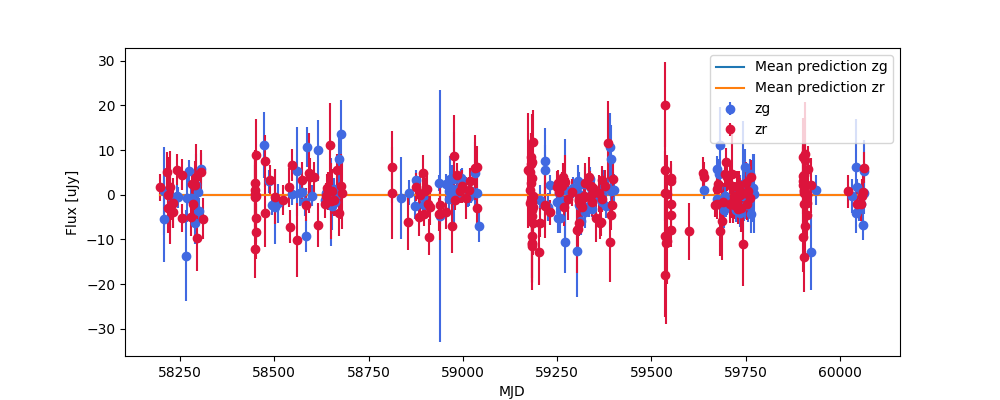 30
20
10
0
−10
−20
−30
Flux [uJy]
58250
58500
58750
59000
59250
59500
59750
60000
MJD
Mean prediction zg
Mean prediction zr
zg
zr